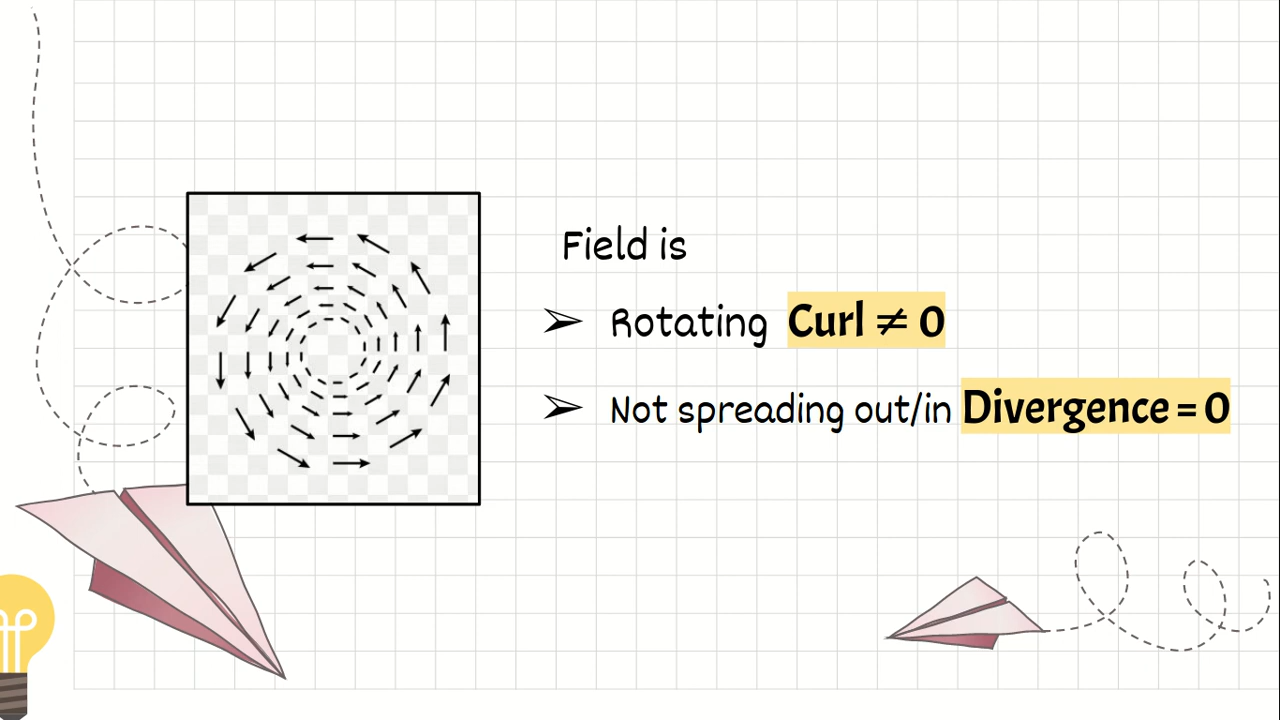 Field is
➢ Rotating Curl ≠ 0
➢ Not spreading out/in Divergence = 0